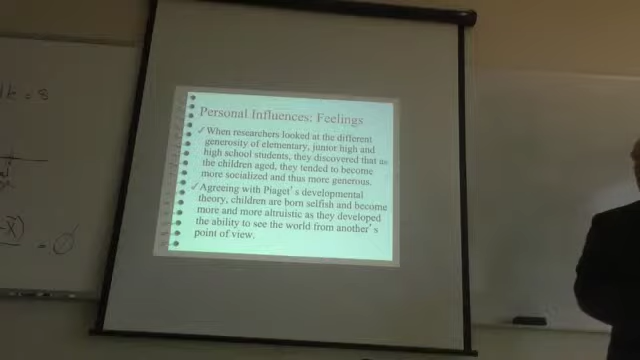 Personal Influences: Feelings
✓ When researchers looked at the different
generosity of elementary, junior high and
high school students, they discovered that as
the children aged, they tended to become
more socialized and thus more generous.
✓ Agreeing with Piaget's developmental
theory, children are born selfish and become
more and more altruistic as they developed
the ability to see the world from another's
point of view.
k = 8
= ∅